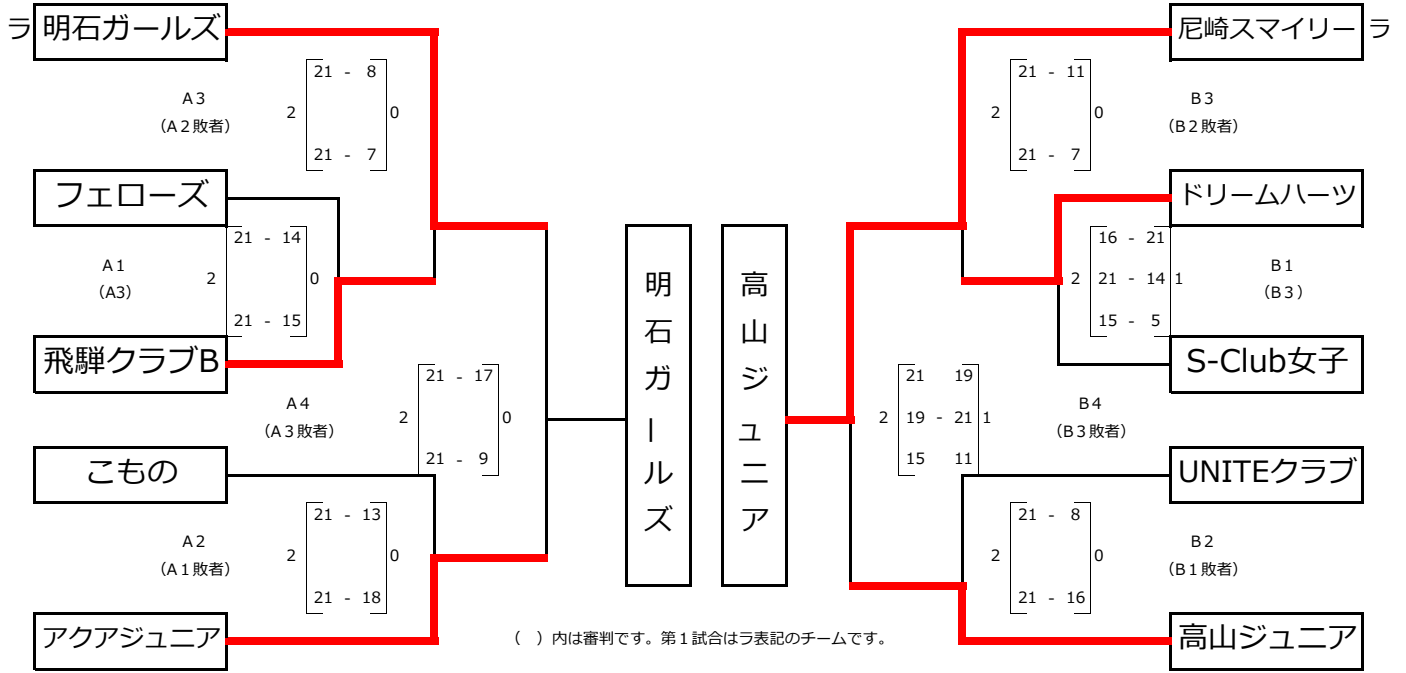 ラ 明石ガールズ
21 - 8
A3
(A2敗者)
2
0
21 - 7
フェローズ
21 - 14
A1
(A3)
2
0
21 - 15
飛騨クラブB
21 - 17
A4
(A3敗者)
2
0
21 - 9
こもの
21 - 13
A2
(A1敗者)
2
0
21 - 18
アクアジュニア
明石ガールズ
高山ジュニア
尼崎スマイリー ラ
21 - 11
2
0
B3
(B2敗者)
21 - 7
ドリームハーツ
16 - 21
2 21 - 14 1
15 - 5
B1
(B3)
S-Club女子
21 19
2 19 - 21 1
15 11
B4
(B3敗者)
UNITEクラブ
21 - 8
2
0
B2
(B1敗者)
21 - 16
高山ジュニア
( )内は審判です。第1試合はラ表記のチームです。